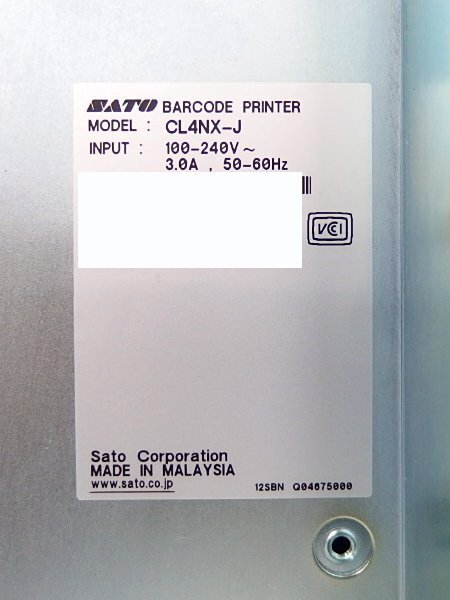 SATO BARCODE PRINTER
MODEL : CL4NX-J
INPUT : 100-240V ~
3.0A , 50-60Hz
VCCI
Sato Corporation
MADE IN MALAYSIA
www.sato.co.jp 12SBN Q04675000